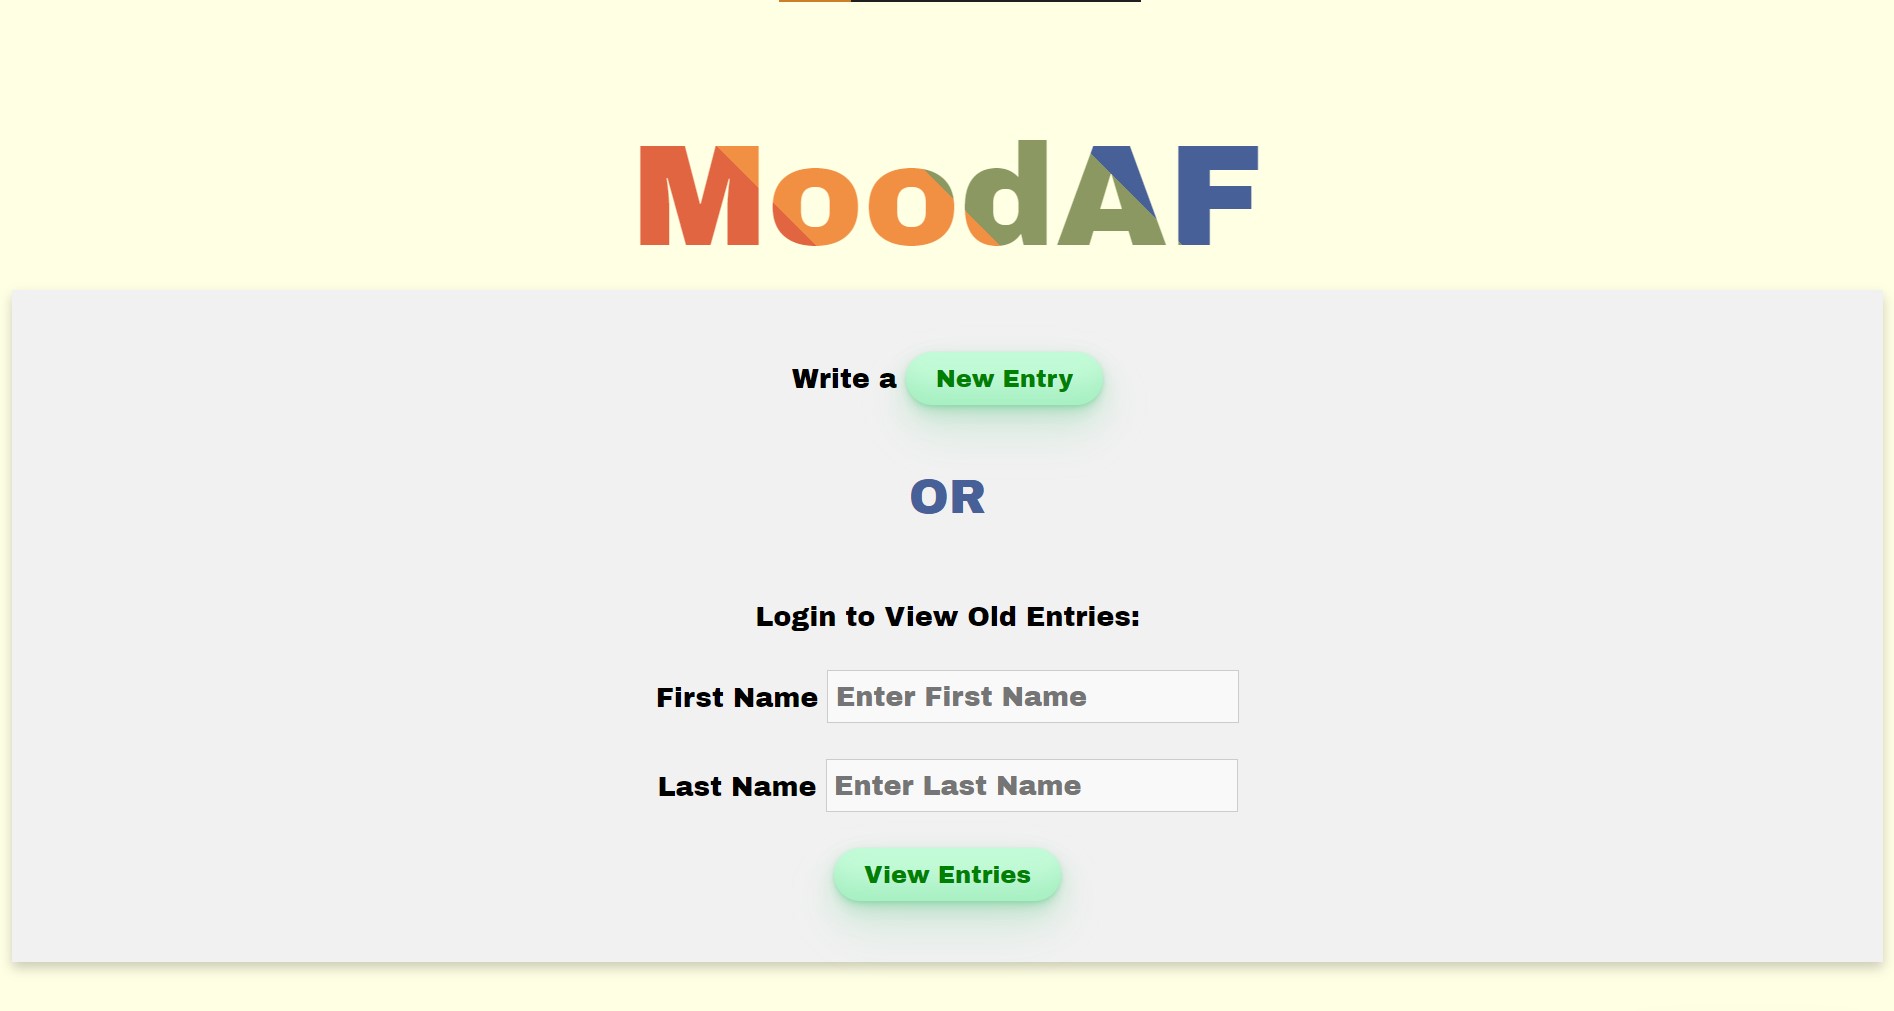 MoodAF
Write a New Entry
OR
Login to View Old Entries:
First Name Enter First Name
Last Name Enter Last Name
View Entries